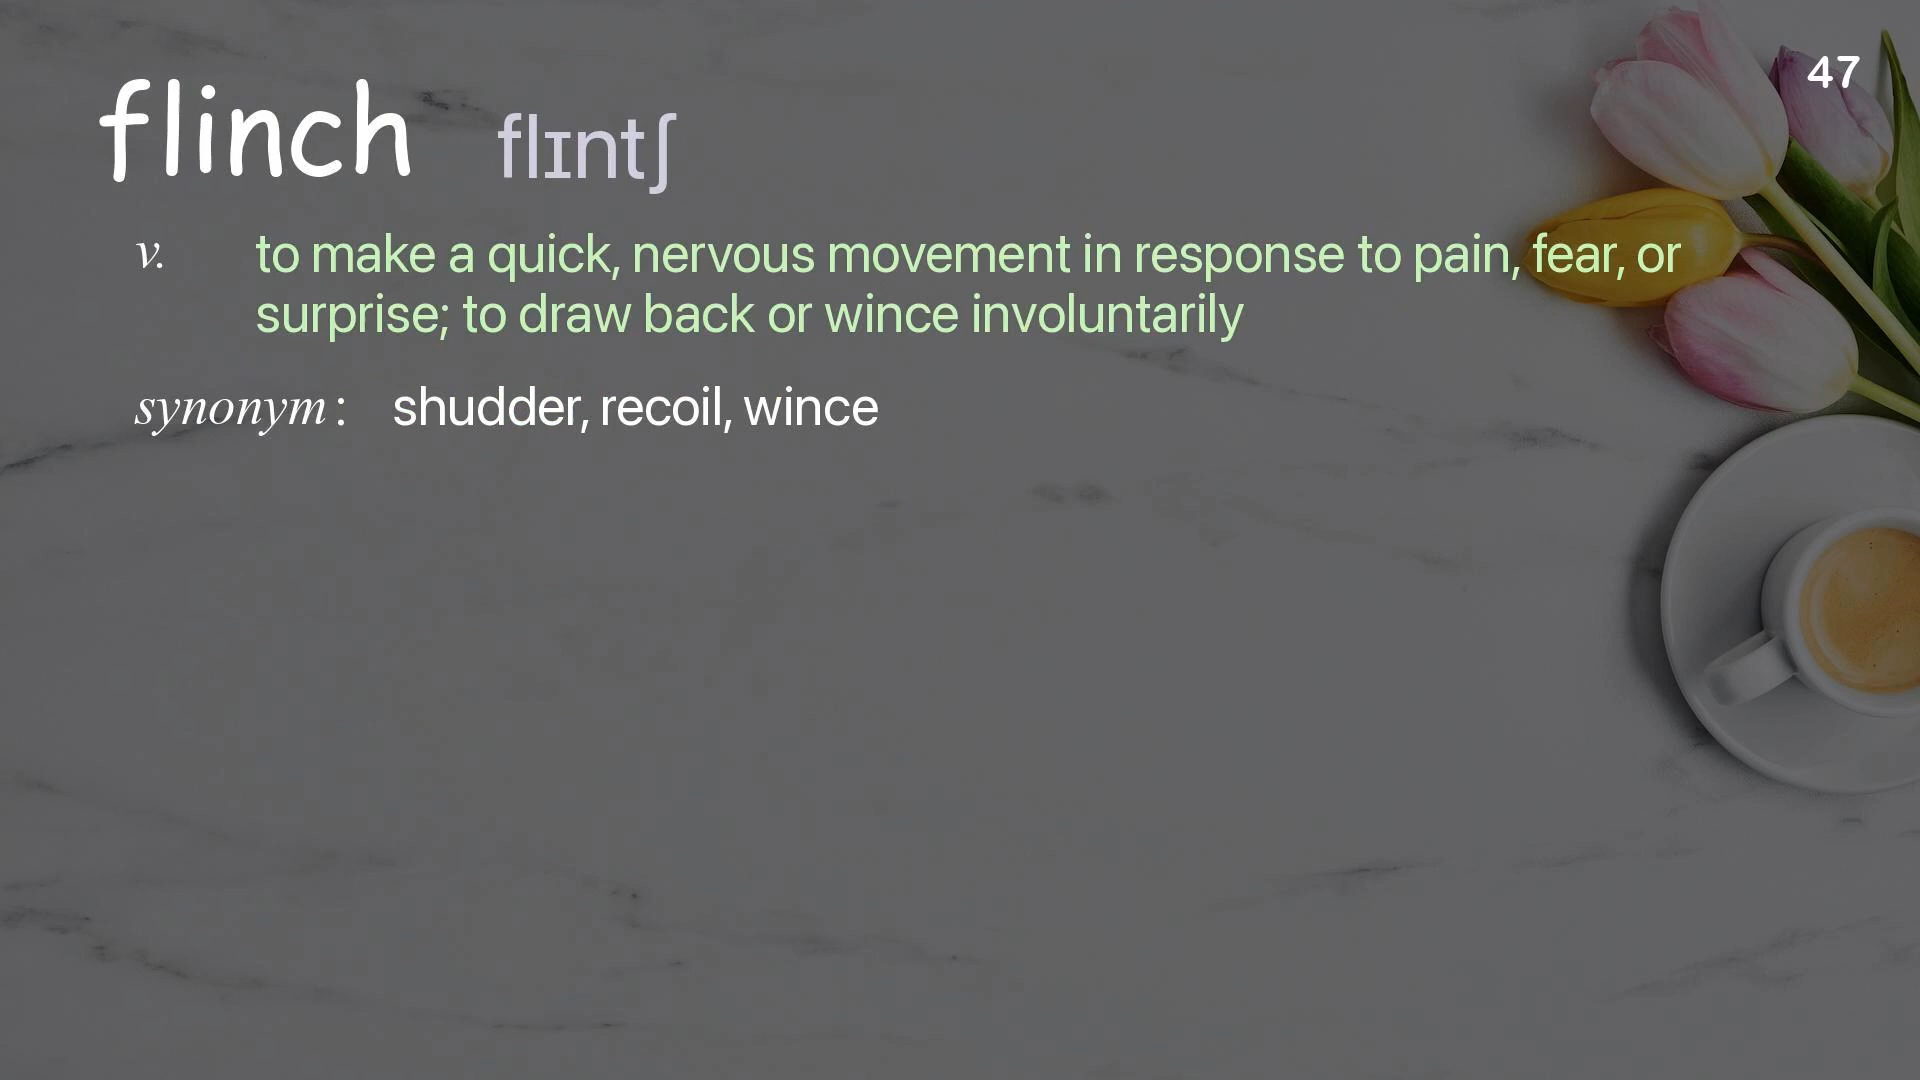 47
flinch flɪntʃ
v. to make a quick, nervous movement in response to pain, fear, or
surprise; to draw back or wince involuntarily
synonym: shudder, recoil, wince